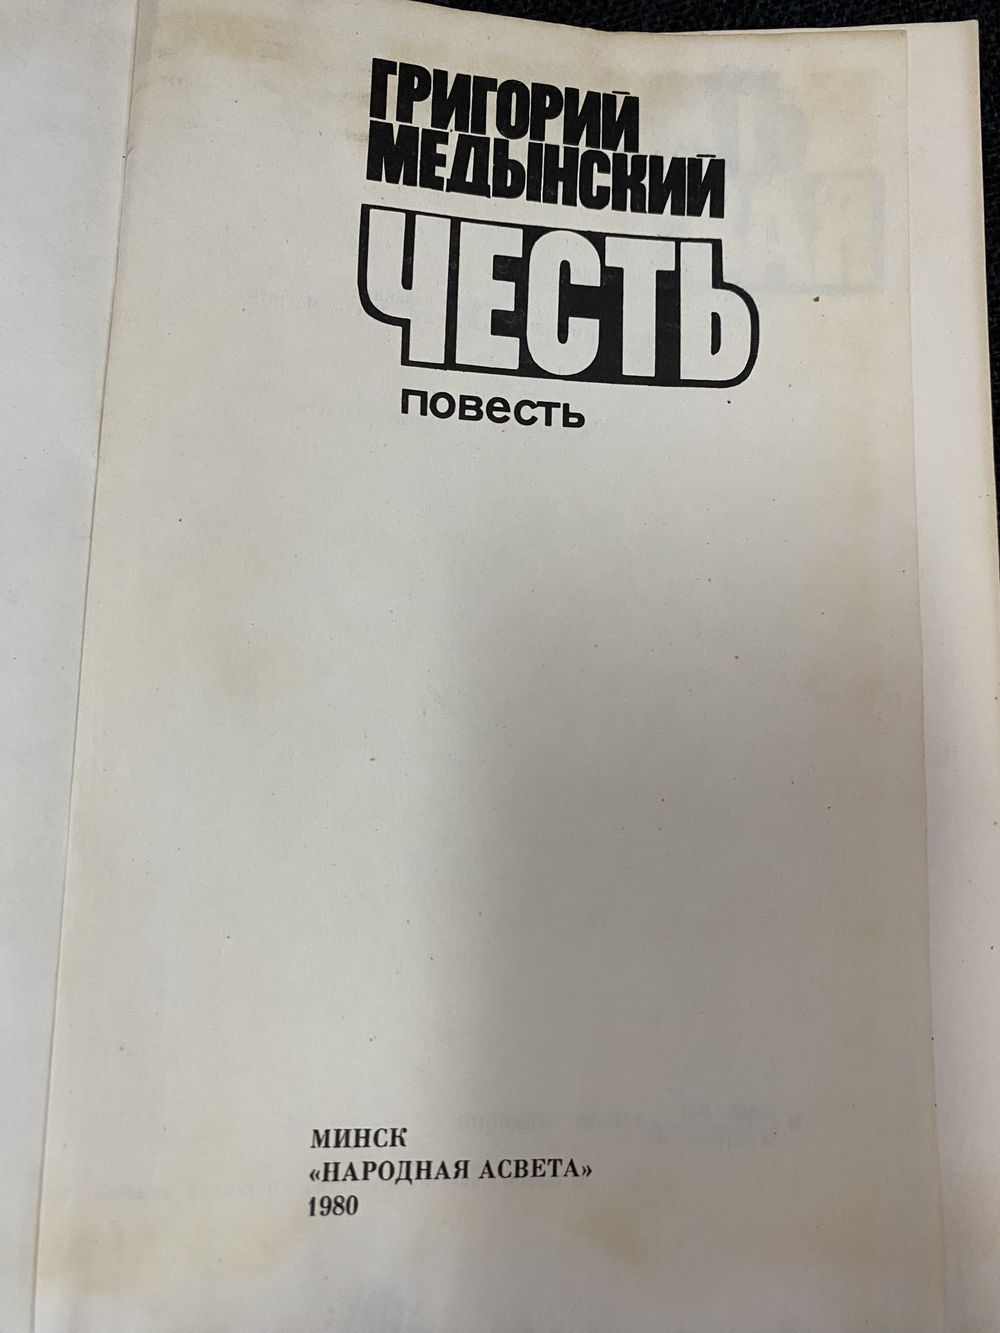 ГРИГОРИЙ
МЕДЫНСКИЙ
ЧЕСТЬ
повесть
МИНСК
«НАРОДНАЯ АСВЕТА»
1980